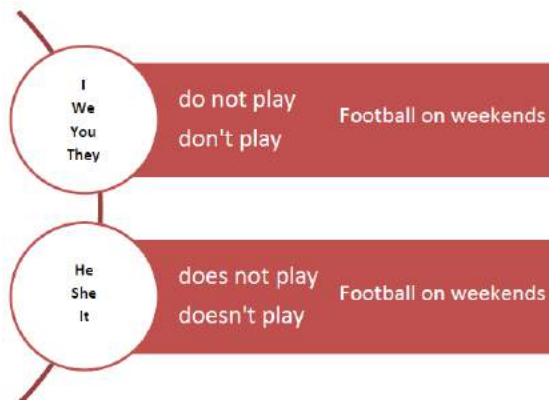 I
We
You
They
do not play
don't play
Football on weekends
He
She
It
does not play
doesn't play
Football on weekends